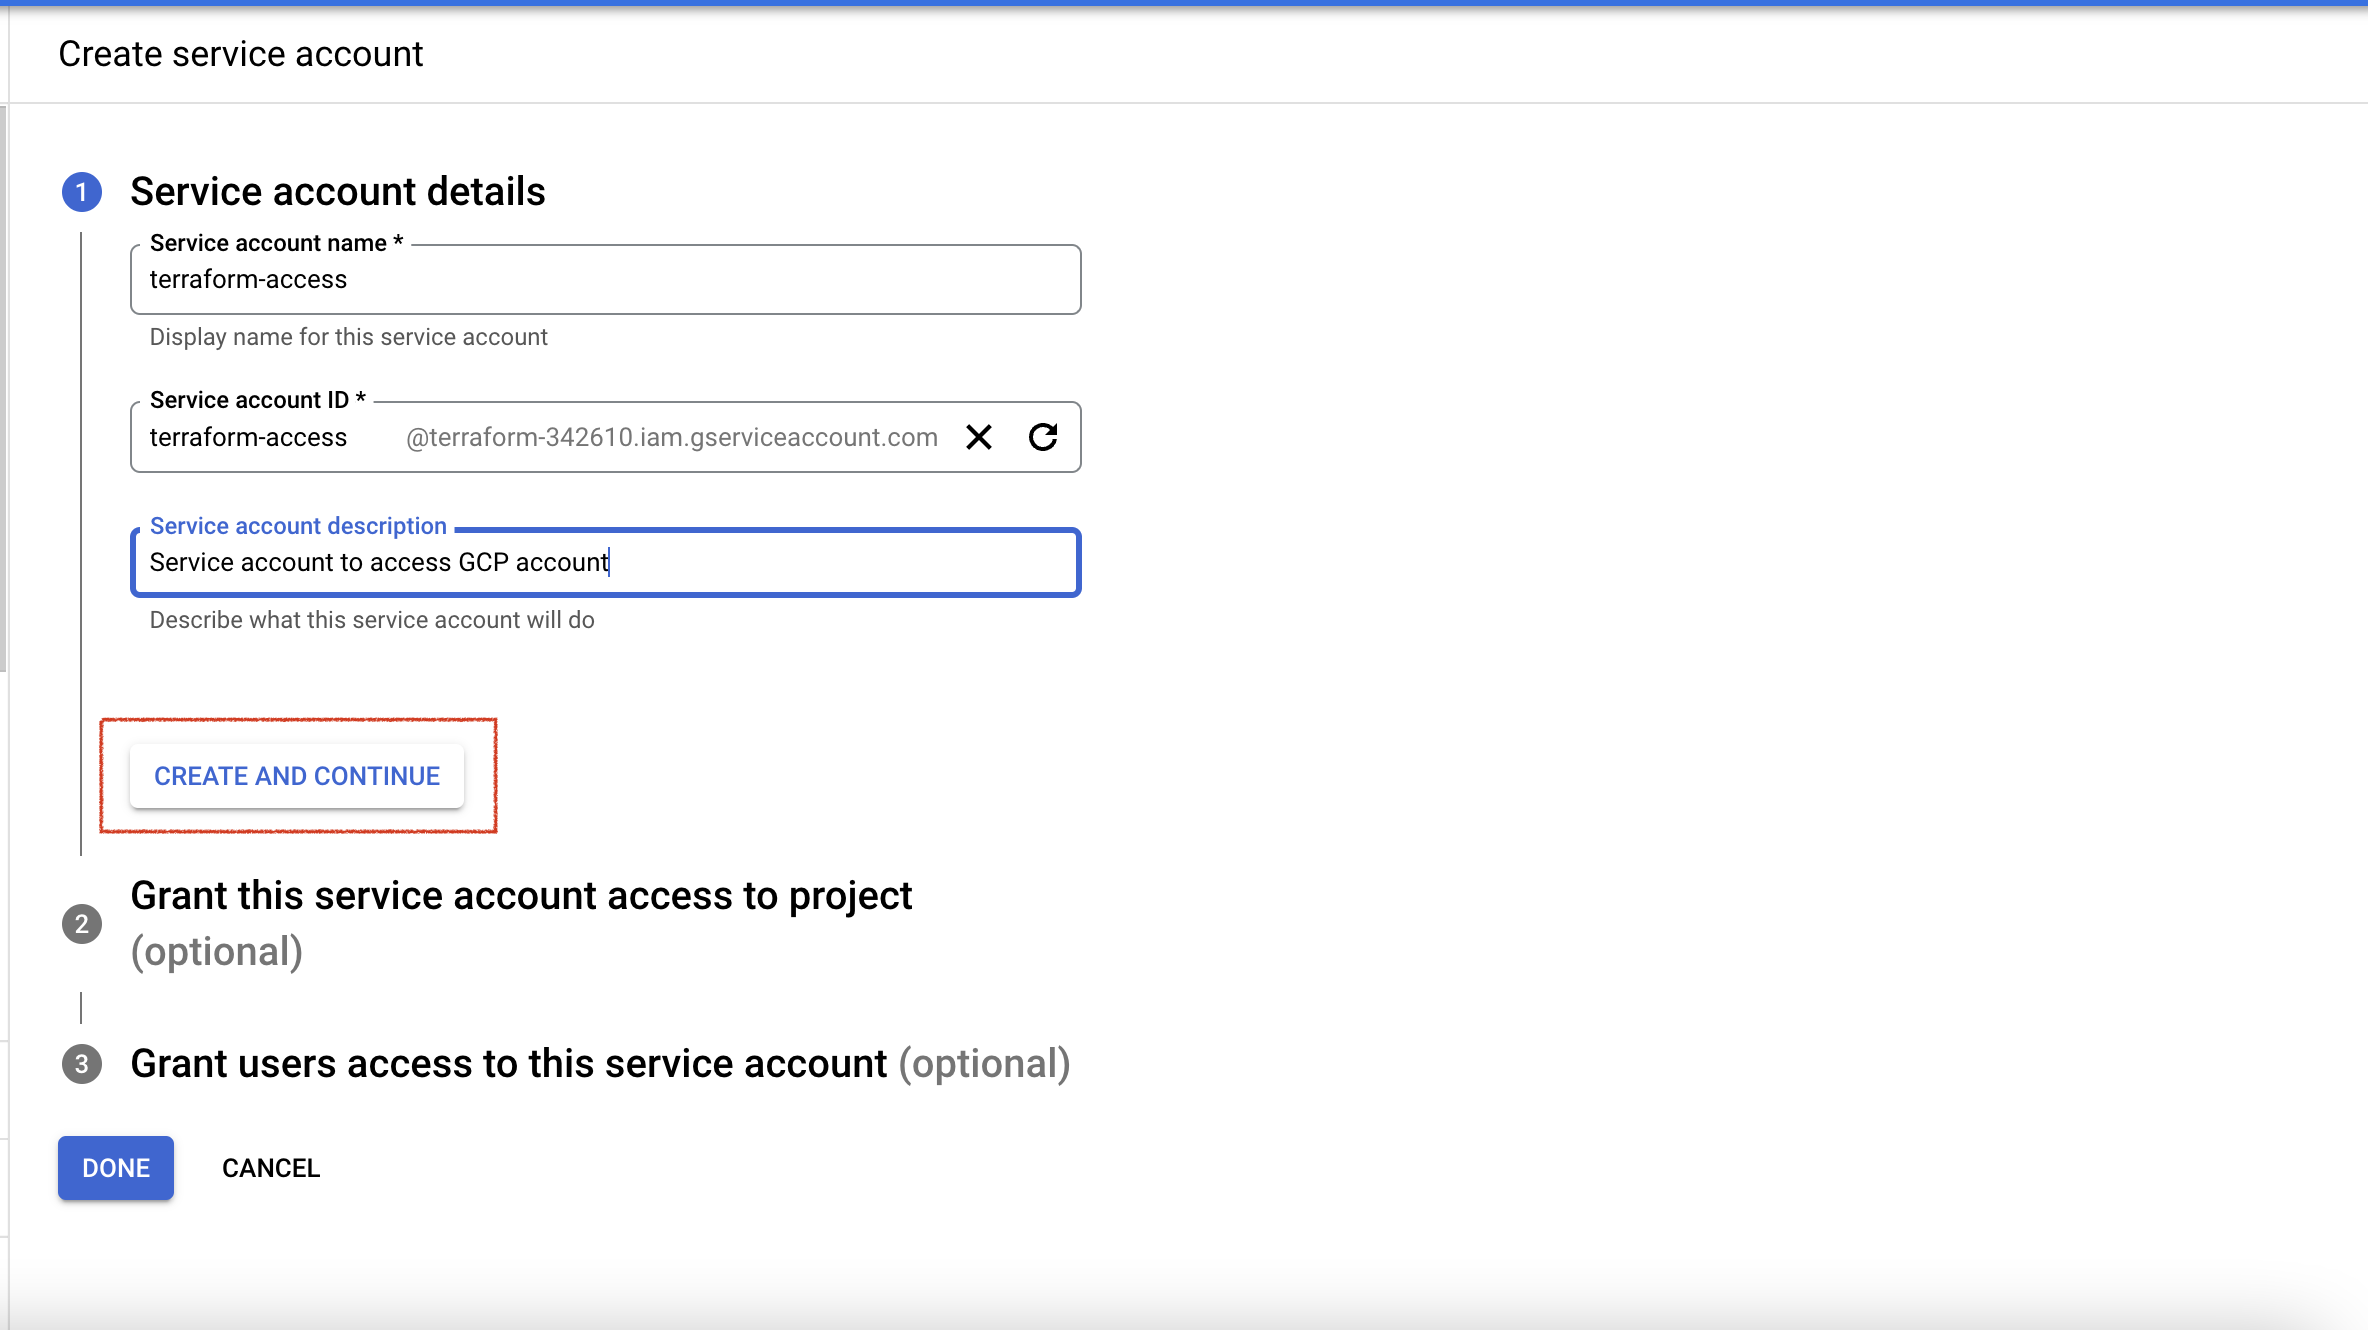 Create service account
1 Service account details
Service account name *
terraform-access
Display name for this service account
Service account ID *
terraform-access @terraform-342610.iam.gserviceaccount.com
Service account description
Service account to access GCP account
Describe what this service account will do
CREATE AND CONTINUE
2 Grant this service account access to project
(optional)
3 Grant users access to this service account (optional)
DONE CANCEL